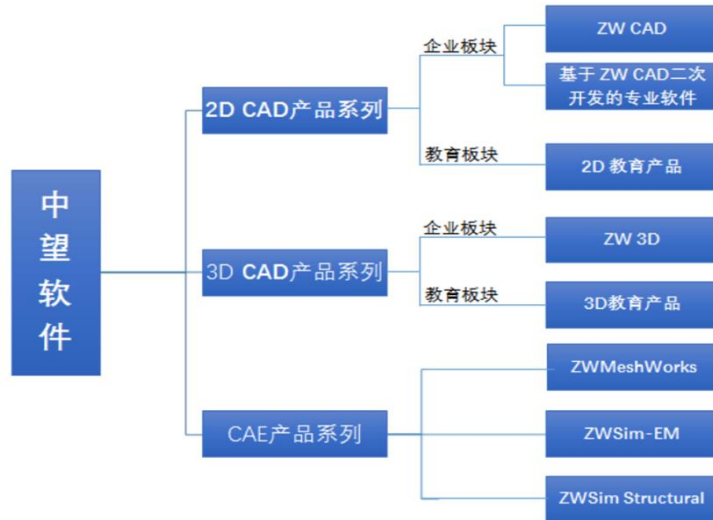 中望软件
2D CAD产品系列
企业板块
ZW CAD
基于 ZW CAD二次
开发的专业软件
教育板块
2D 教育产品
3D CAD产品系列
企业板块
ZW 3D
教育板块
3D教育产品
CAE产品系列
ZWMeshWorks
ZWSim-EM
ZWSim Structural